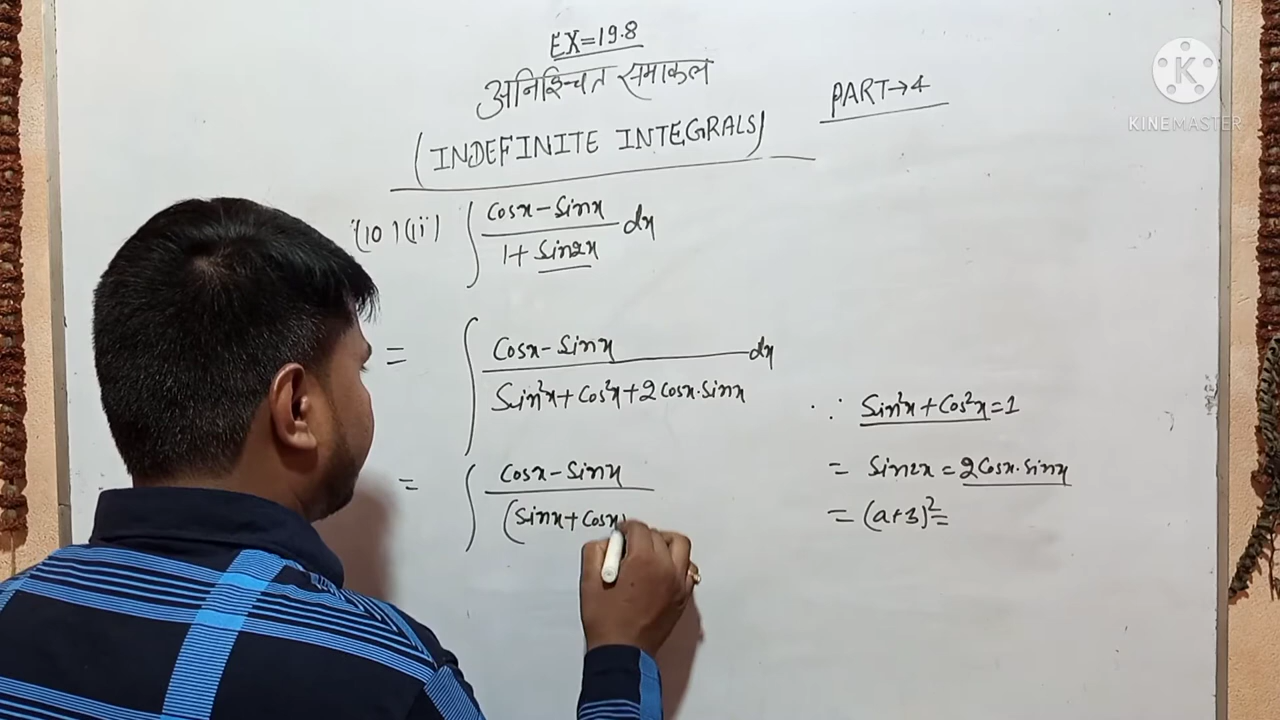 EX=19.8
अनिश्चित समाकल
PART→4
KINEMASTER
(INDEFINITE INTEGRALS)
(10)(ii) ∫ (Cosx - Sinx)/(1 + Sin2x) dx
= ∫ (Cosx - Sinx)/(Sin²x + Cos²x + 2Cosx·Sinx) dx
∵ Sin²x + Cos²x = 1
= Sin2x = 2Cosx·Sinx
= (a+b)² =
= ∫ (Cosx - Sinx)/(Sinx + Cosx)